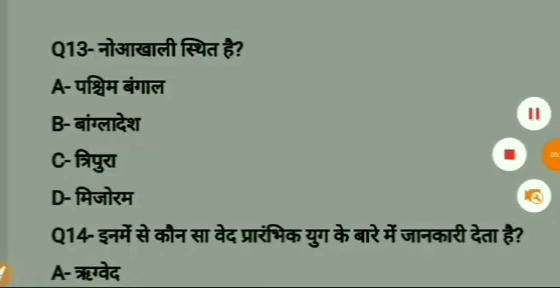 Q13- नोआखाली स्थित है?
A- पश्चिम बंगाल
B- बांग्लादेश
C- त्रिपुरा
D- मिजोरम
Q14- इनमें से कौन सा वेद प्रारंभिक युग के बारे में जानकारी देता है?
A- ऋग्वेद